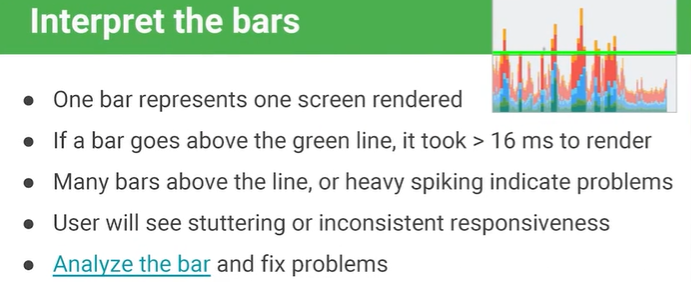 Interpret the bars
● One bar represents one screen rendered
● If a bar goes above the green line, it took > 16 ms to render
● Many bars above the line, or heavy spiking indicate problems
● User will see stuttering or inconsistent responsiveness
● Analyze the bar and fix problems